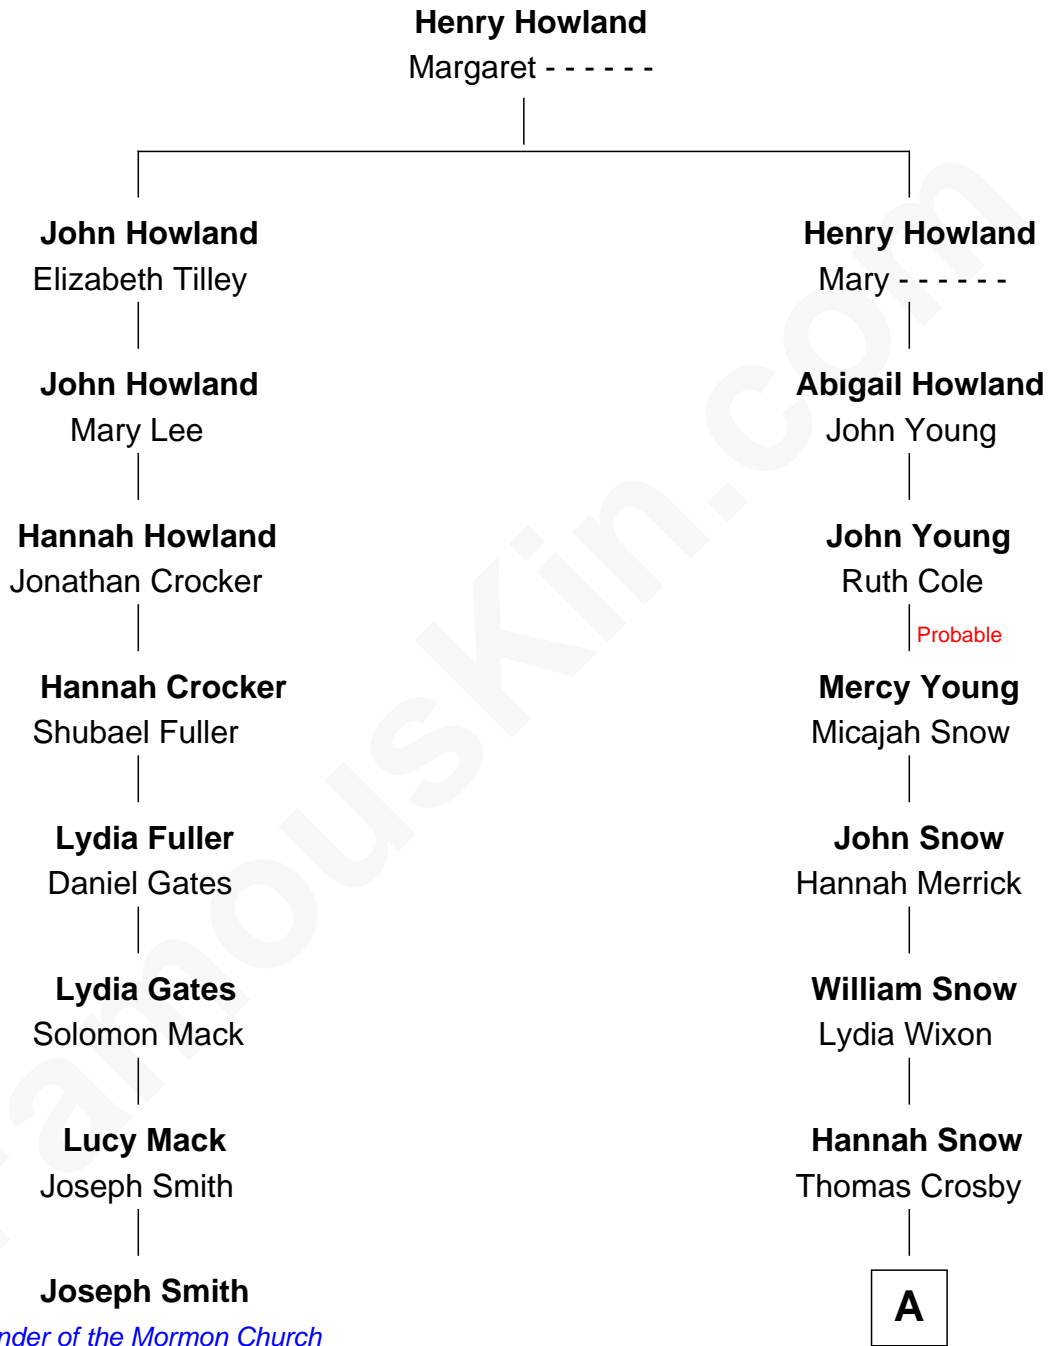 Henry Howland
Margaret - - - - - -
John Howland
Elizabeth Tilley
Henry Howland
Mary - - - - - -
John Howland
Mary Lee
Abigail Howland
John Young
Hannah Howland
Jonathan Crocker
John Young
Ruth Cole
Probable
Hannah Crocker
Shubael Fuller
Mercy Young
Micajah Snow
Lydia Fuller
Daniel Gates
John Snow
Hannah Merrick
Lydia Gates
Solomon Mack
William Snow
Lydia Wixon
Lucy Mack
Joseph Smith
Hannah Snow
Thomas Crosby
Joseph Smith
nder of the Mormon Church
A
FamousKin.com